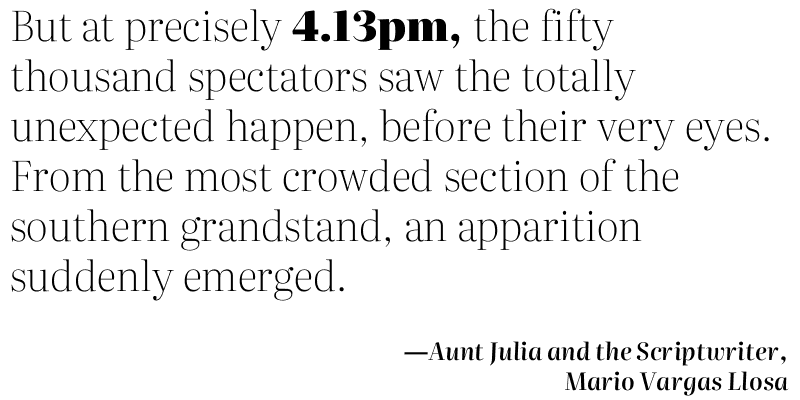 But at precisely 4.13pm, the fifty
thousand spectators saw the totally
unexpected happen, before their very eyes.
From the most crowded section of the
southern grandstand, an apparition
suddenly emerged.
—Aunt Julia and the Scriptwriter,
Mario Vargas Llosa